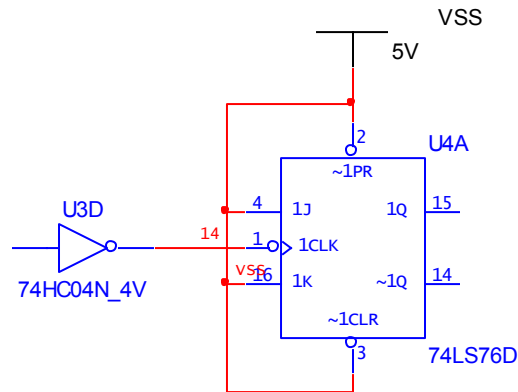 VSS
5V
2
U4A
~1PR
U3D
4
1J
1Q
15
14
1
1CLK
VSS
16
1K
~1Q
14
74HC04N_4V
~1CLR
3
74LS76D